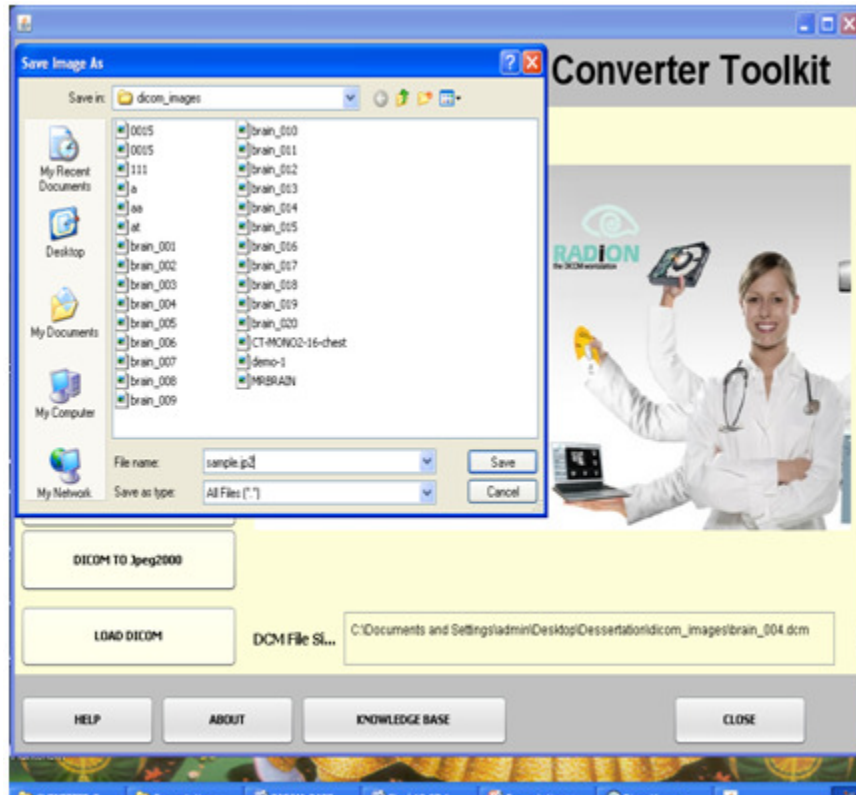 Save Image As
Converter Toolkit
Save in: dicom_images
My Recent Documents
Desktop
My Documents
My Computer
My Network
0015
0015
111
a
aa
at
brain_001
brain_002
brain_003
brain_004
brain_005
brain_006
brain_007
brain_008
brain_009
brain_010
brain_011
brain_012
brain_013
brain_014
brain_015
brain_016
brain_017
brain_018
brain_019
brain_020
CT-MONO2-16-chest
demo-1
MRBRAIN
File name: sample.jp2 Save
Save as type: All Files (*.*) Cancel
RADiON
the DICOM workstation
DICOM TO Jpeg2000
LOAD DICOM
DCM File Si... C:\Documents and Settings\admin\Desktop\Dessertation\dicom_images\brain_004.dcm
HELP ABOUT KNOWLEDGE BASE CLOSE